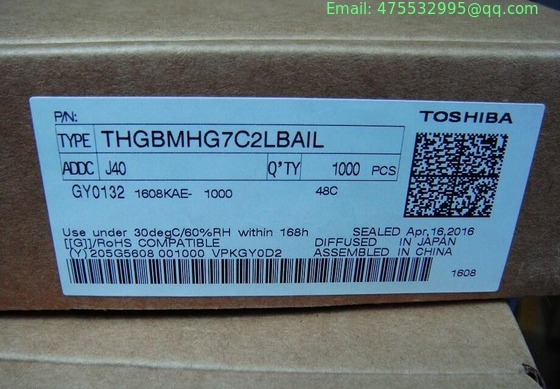 Email: 475532995@qq.com
P/N: TOSHIBA
TYPE THGBMHG7C2LBAIL
ADDC J40 Q'TY 1000 PCS
GY0132 1608KAE- 1000 48C
Use under 30degC/60%RH within 168h SEALED Apr,16,2016
[[G]]/RoHS COMPATIBLE DIFFUSED IN JAPAN
(Y)205G5608 001000 VPKGY0D2 ASSEMBLED IN CHINA
1608